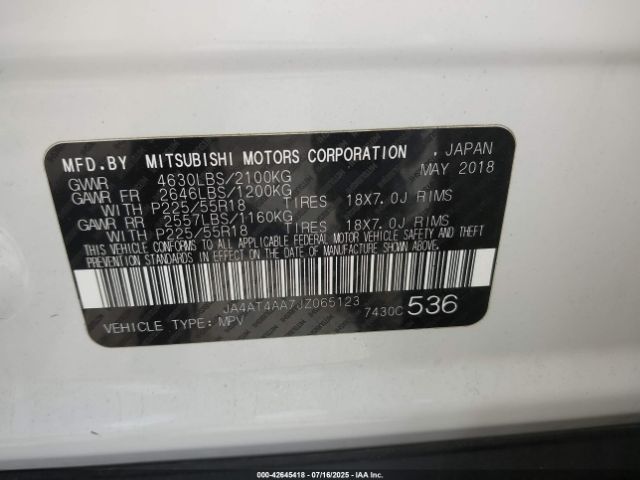 MFD.BY MITSUBISHI MOTORS CORPORATION , JAPAN
GVWR 4630LBS/2100KG MAY 2018
GAWR FR 2646LBS/1200KG
WITH P225/55R18 TIRES 18X7.0J RIMS
GAWR RR 2557LBS/1160KG
WITH P225/55R18 TIRES 18X7.0J RIMS
THIS VEHICLE CONFORMS TO ALL APPLICABLE FEDERAL MOTOR VEHICLE SAFETY AND THEFT
PREVENTION STANDARDS IN EFFECT ON THE DATE OF MANUFACTURE SHOWN ABOVE.
JA4AT4AA7JZ065123
VEHICLE TYPE: MPV 7430C 536
000-42645418 - 07/16/2025 - IAAI.COM